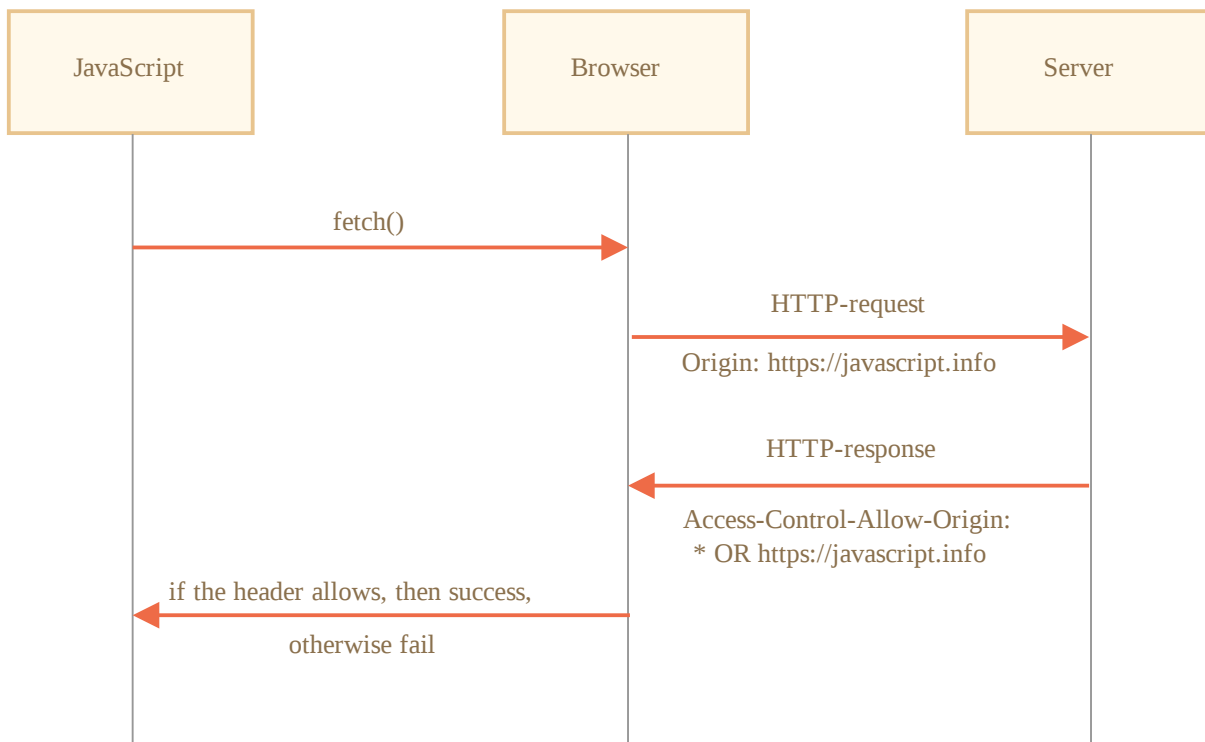 JavaScript
Browser
Server
fetch()
HTTP-request
Origin: https://javascript.info
HTTP-response
Access-Control-Allow-Origin:
* OR https://javascript.info
if the header allows, then success,
otherwise fail